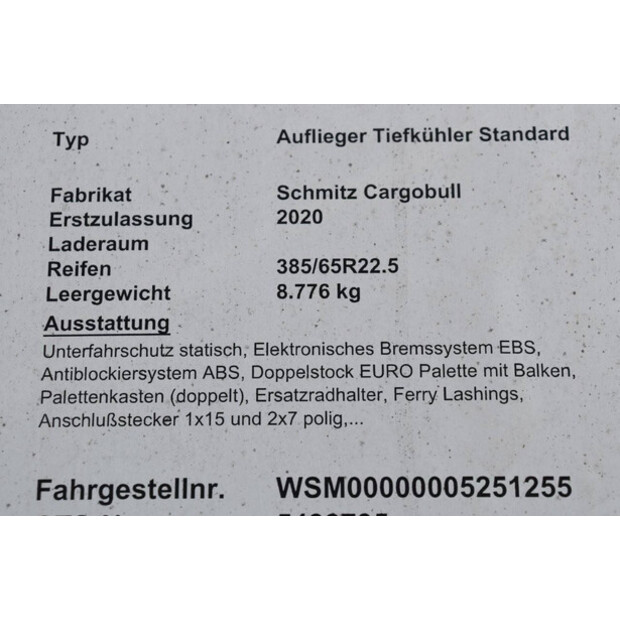 Typ Auflieger Tiefkühler Standard
Fabrikat Schmitz Cargobull
Erstzulassung 2020
Laderaum
Reifen 385/65R22.5
Leergewicht 8.776 kg
Ausstattung
Unterfahrschutz statisch, Elektronisches Bremssystem EBS,
Antiblockiersystem ABS, Doppelstock EURO Palette mit Balken,
Palettenkasten (doppelt), Ersatzradhalter, Ferry Lashings,
Anschlußstecker 1x15 und 2x7 polig,...
Fahrgestellnr. WSM00000005251255